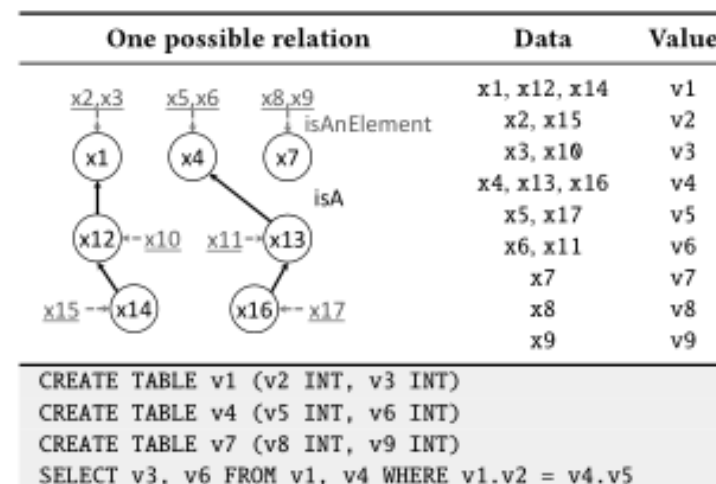 One possible relation Data Value
x2,x3 x5,x6 x8,x9
isAnElement
x1 x4 x7
isA
x12 x10 x11 x13
x15 x14 x16 x17
x1, x12, x14 v1
x2, x15 v2
x3, x10 v3
x4, x13, x16 v4
x5, x17 v5
x6, x11 v6
x7 v7
x8 v8
x9 v9
CREATE TABLE v1 (v2 INT, v3 INT)
CREATE TABLE v4 (v5 INT, v6 INT)
CREATE TABLE v7 (v8 INT, v9 INT)
SELECT v3, v6 FROM v1, v4 WHERE v1.v2 = v4.v5